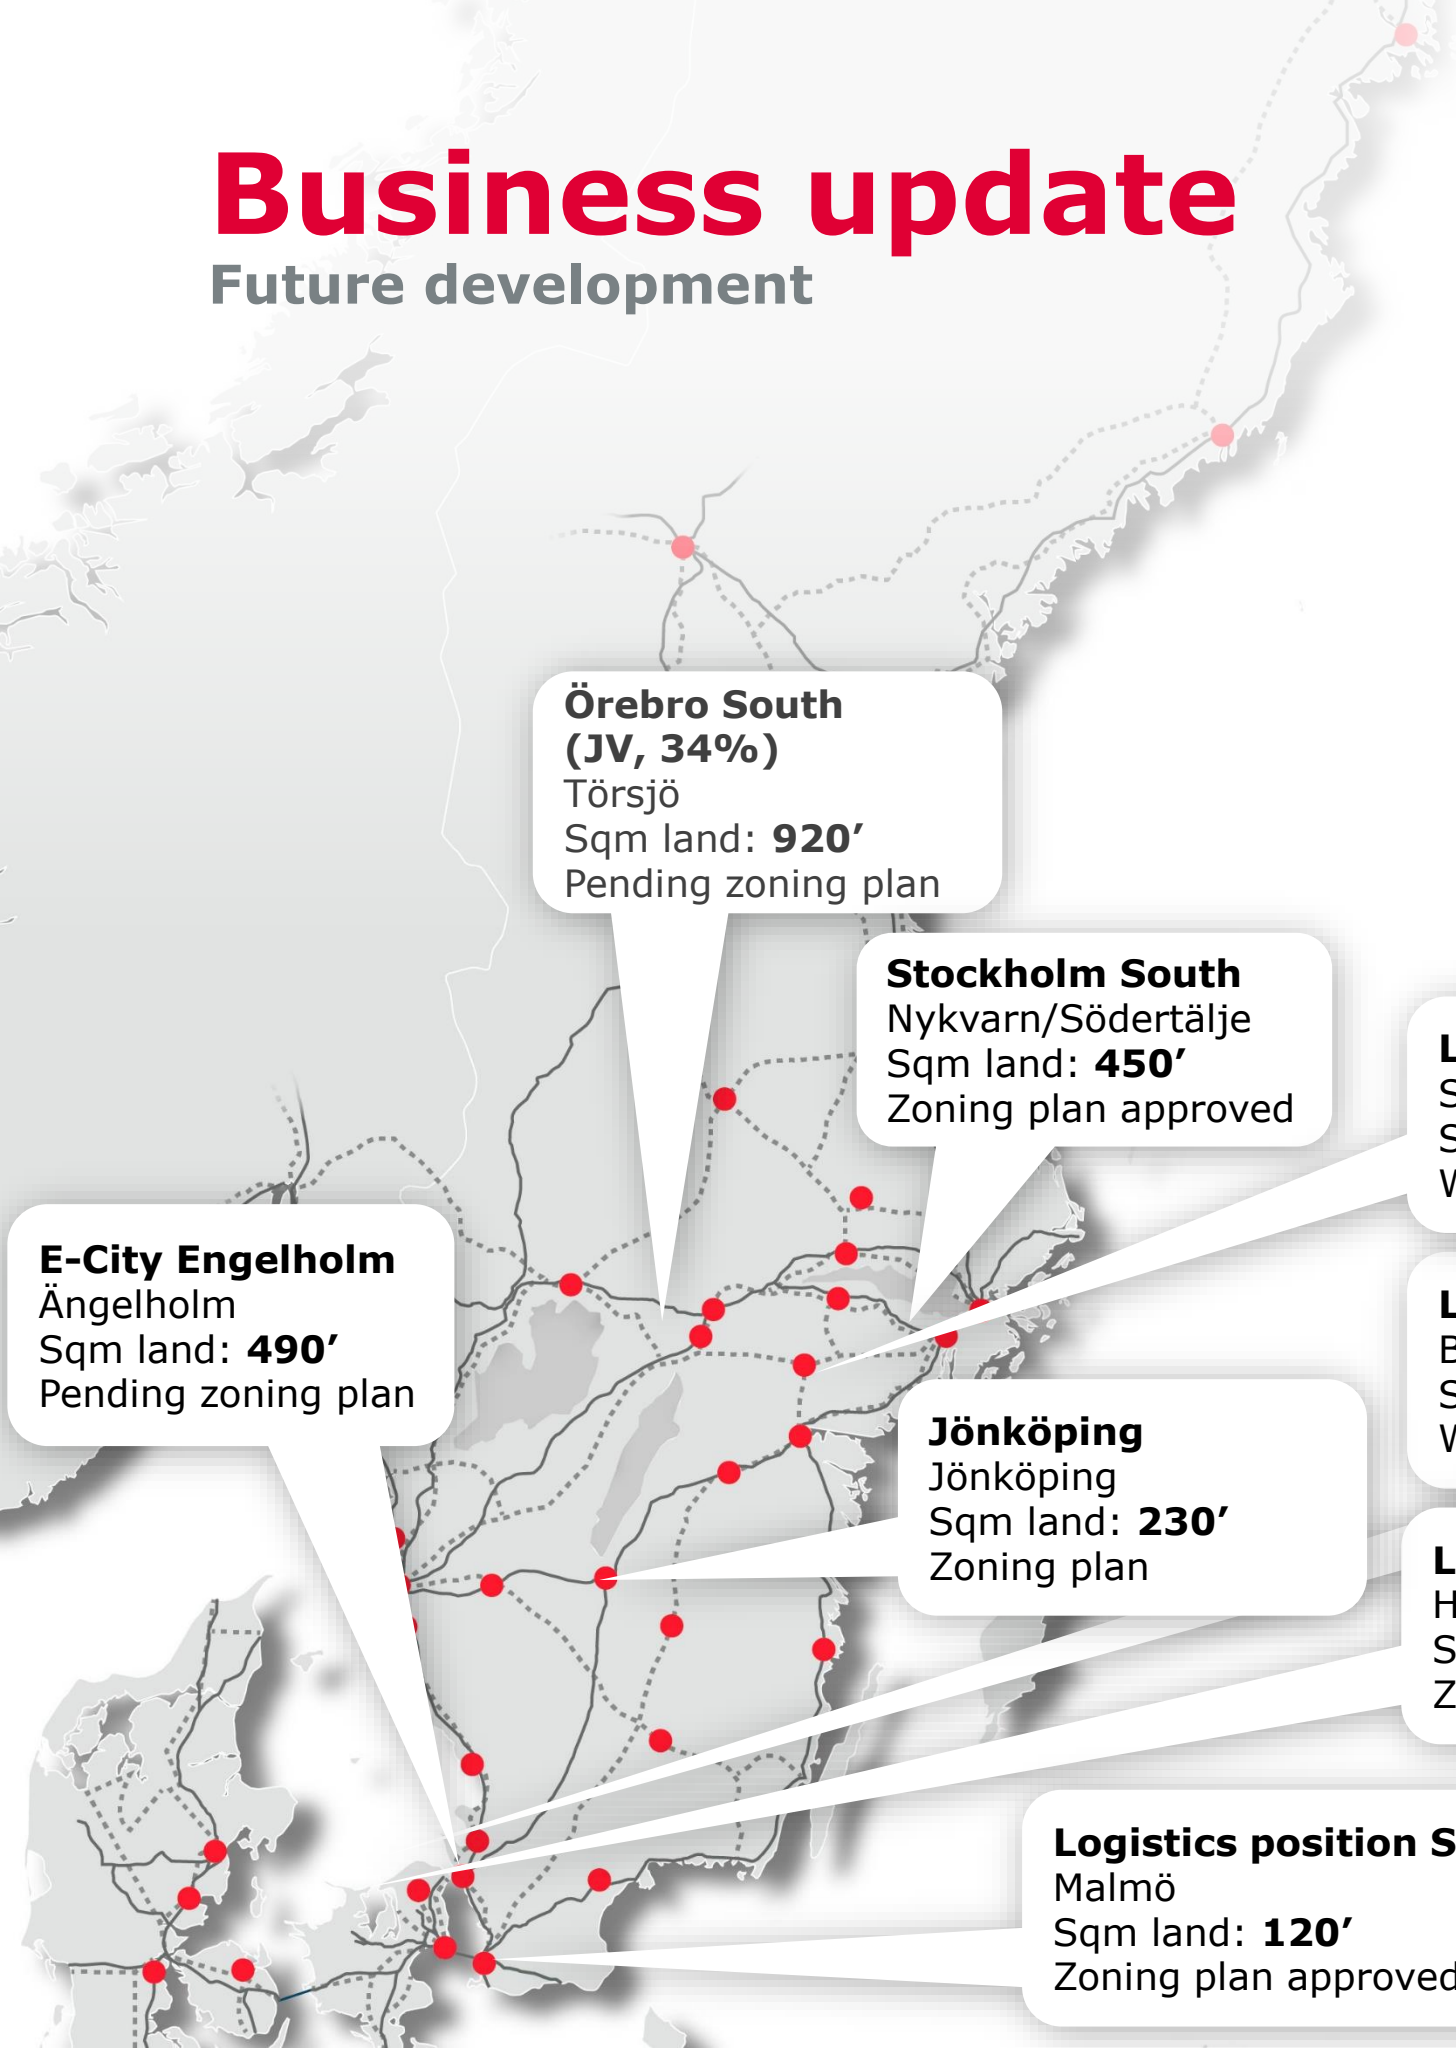 Business update
Future development
Örebro South
(JV, 34%)
Törsjö
Sqm land: 920’
Pending zoning plan
Stockholm South
Nykvarn/Södertälje
Sqm land: 450’
Zoning plan approved
E-City Engelholm
Ängelholm
Sqm land: 490’
Pending zoning plan
Jönköping
Jönköping
Sqm land: 230’
Zoning plan
Logistics position
Malmö
Sqm land: 120’
Zoning plan approved